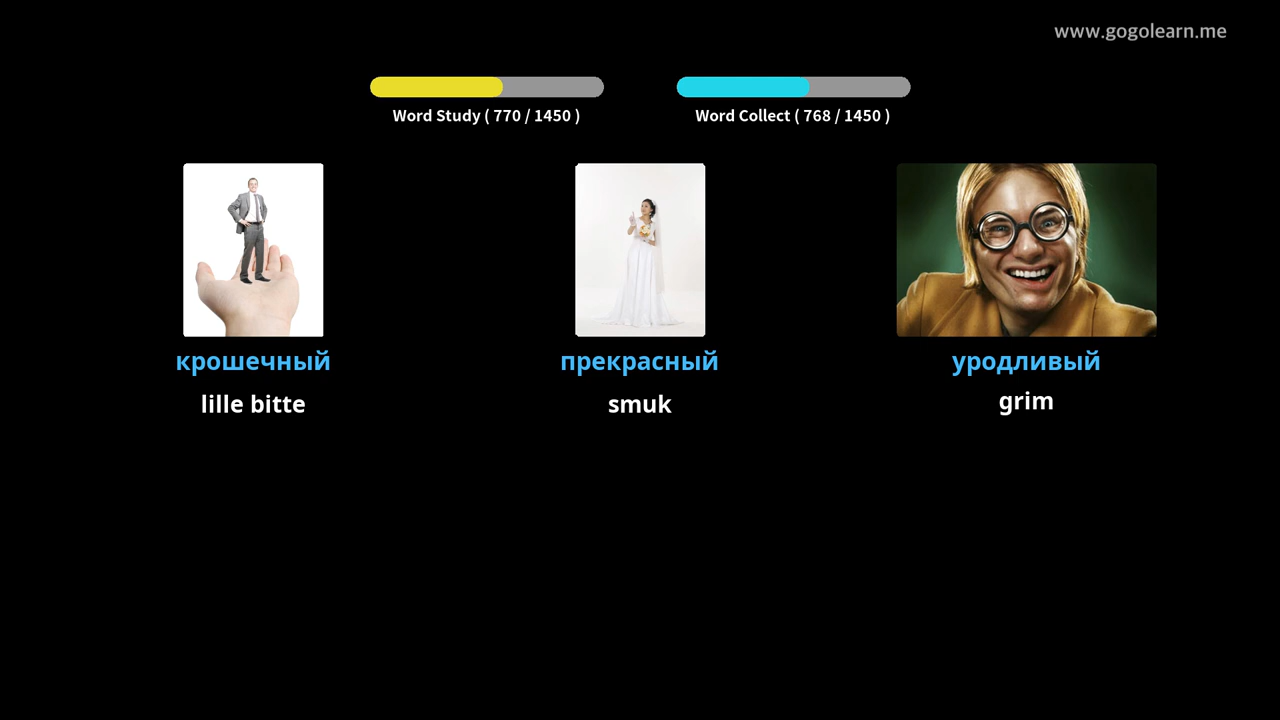 www.gogolearn.me
Word Study ( 770 / 1450 )
Word Collect ( 768 / 1450 )
крошечный
прекрасный
уродливый
lille bitte
smuk
grim